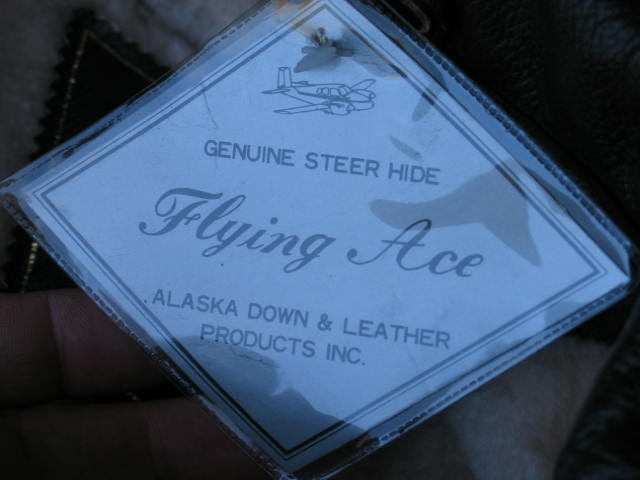 GENUINE STEER HIDE
Flying Ace
ALASKA DOWN & LEATHER
PRODUCTS INC.